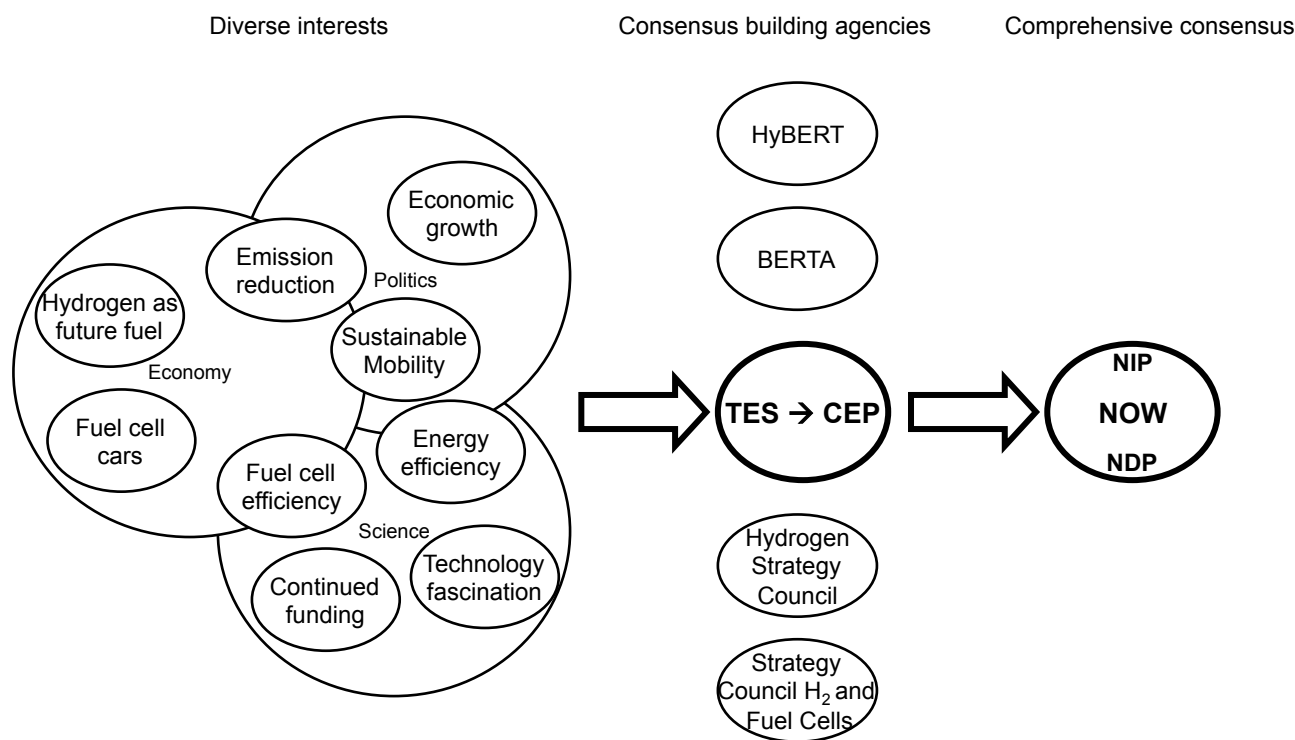 Diverse interests
Consensus building agencies
Comprehensive consensus
Economic
growth
Emission
reduction
Politics
Hydrogen as
future fuel
Sustainable
Mobility
Economy
Fuel cell
cars
Energy
efficiency
Fuel cell
efficiency
Science
Continued
funding
Technology
fascination
HyBERT
BERTA
TES → CEP
Hydrogen
Strategy
Council
Strategy
Council H₂ and
Fuel Cells
NIP
NOW
NDP